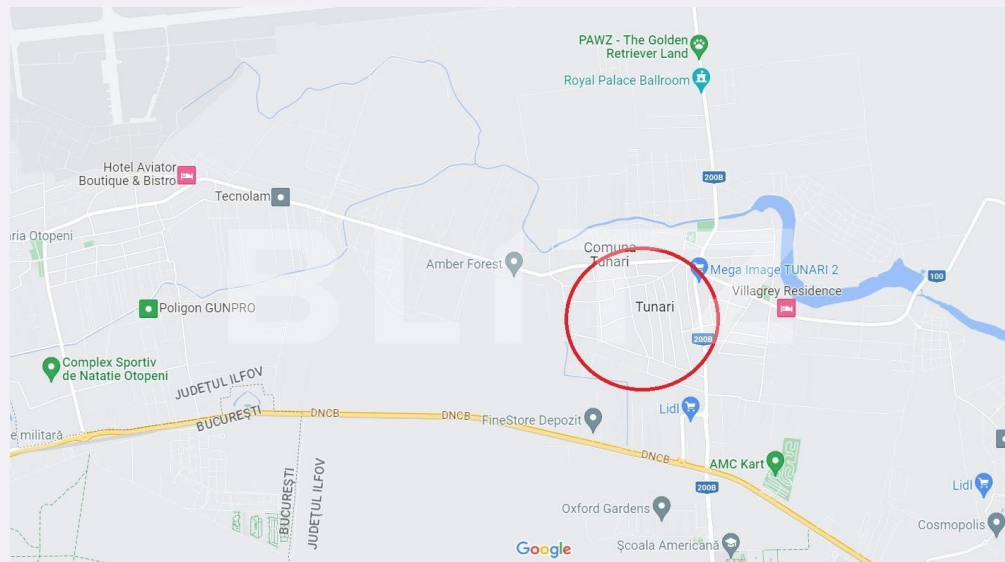 PAWZ - The Golden
Retriever Land
Royal Palace Ballroom
Hotel Aviator
Boutique & Bistro
Tecnolam
200B
ria Otopeni
Comuna
Tunari
Amber Forest
Mega Image TUNARI 2
100
Villagrey Residence
Poligon GUNPRO
Tunari
BLITZ
200B
Complex Sportiv
de Natatie Otopeni
JUDEȚUL ILFOV
BUCUREȘTI
DNCB
DNCB
FineStore Depozit
Lidl
e militară
DNCB
AMC Kart
BUCUREȘTI
JUDEȚUL ILFOV
200B
Lidl
Oxford Gardens
Cosmopolis
Google
Școala Americană